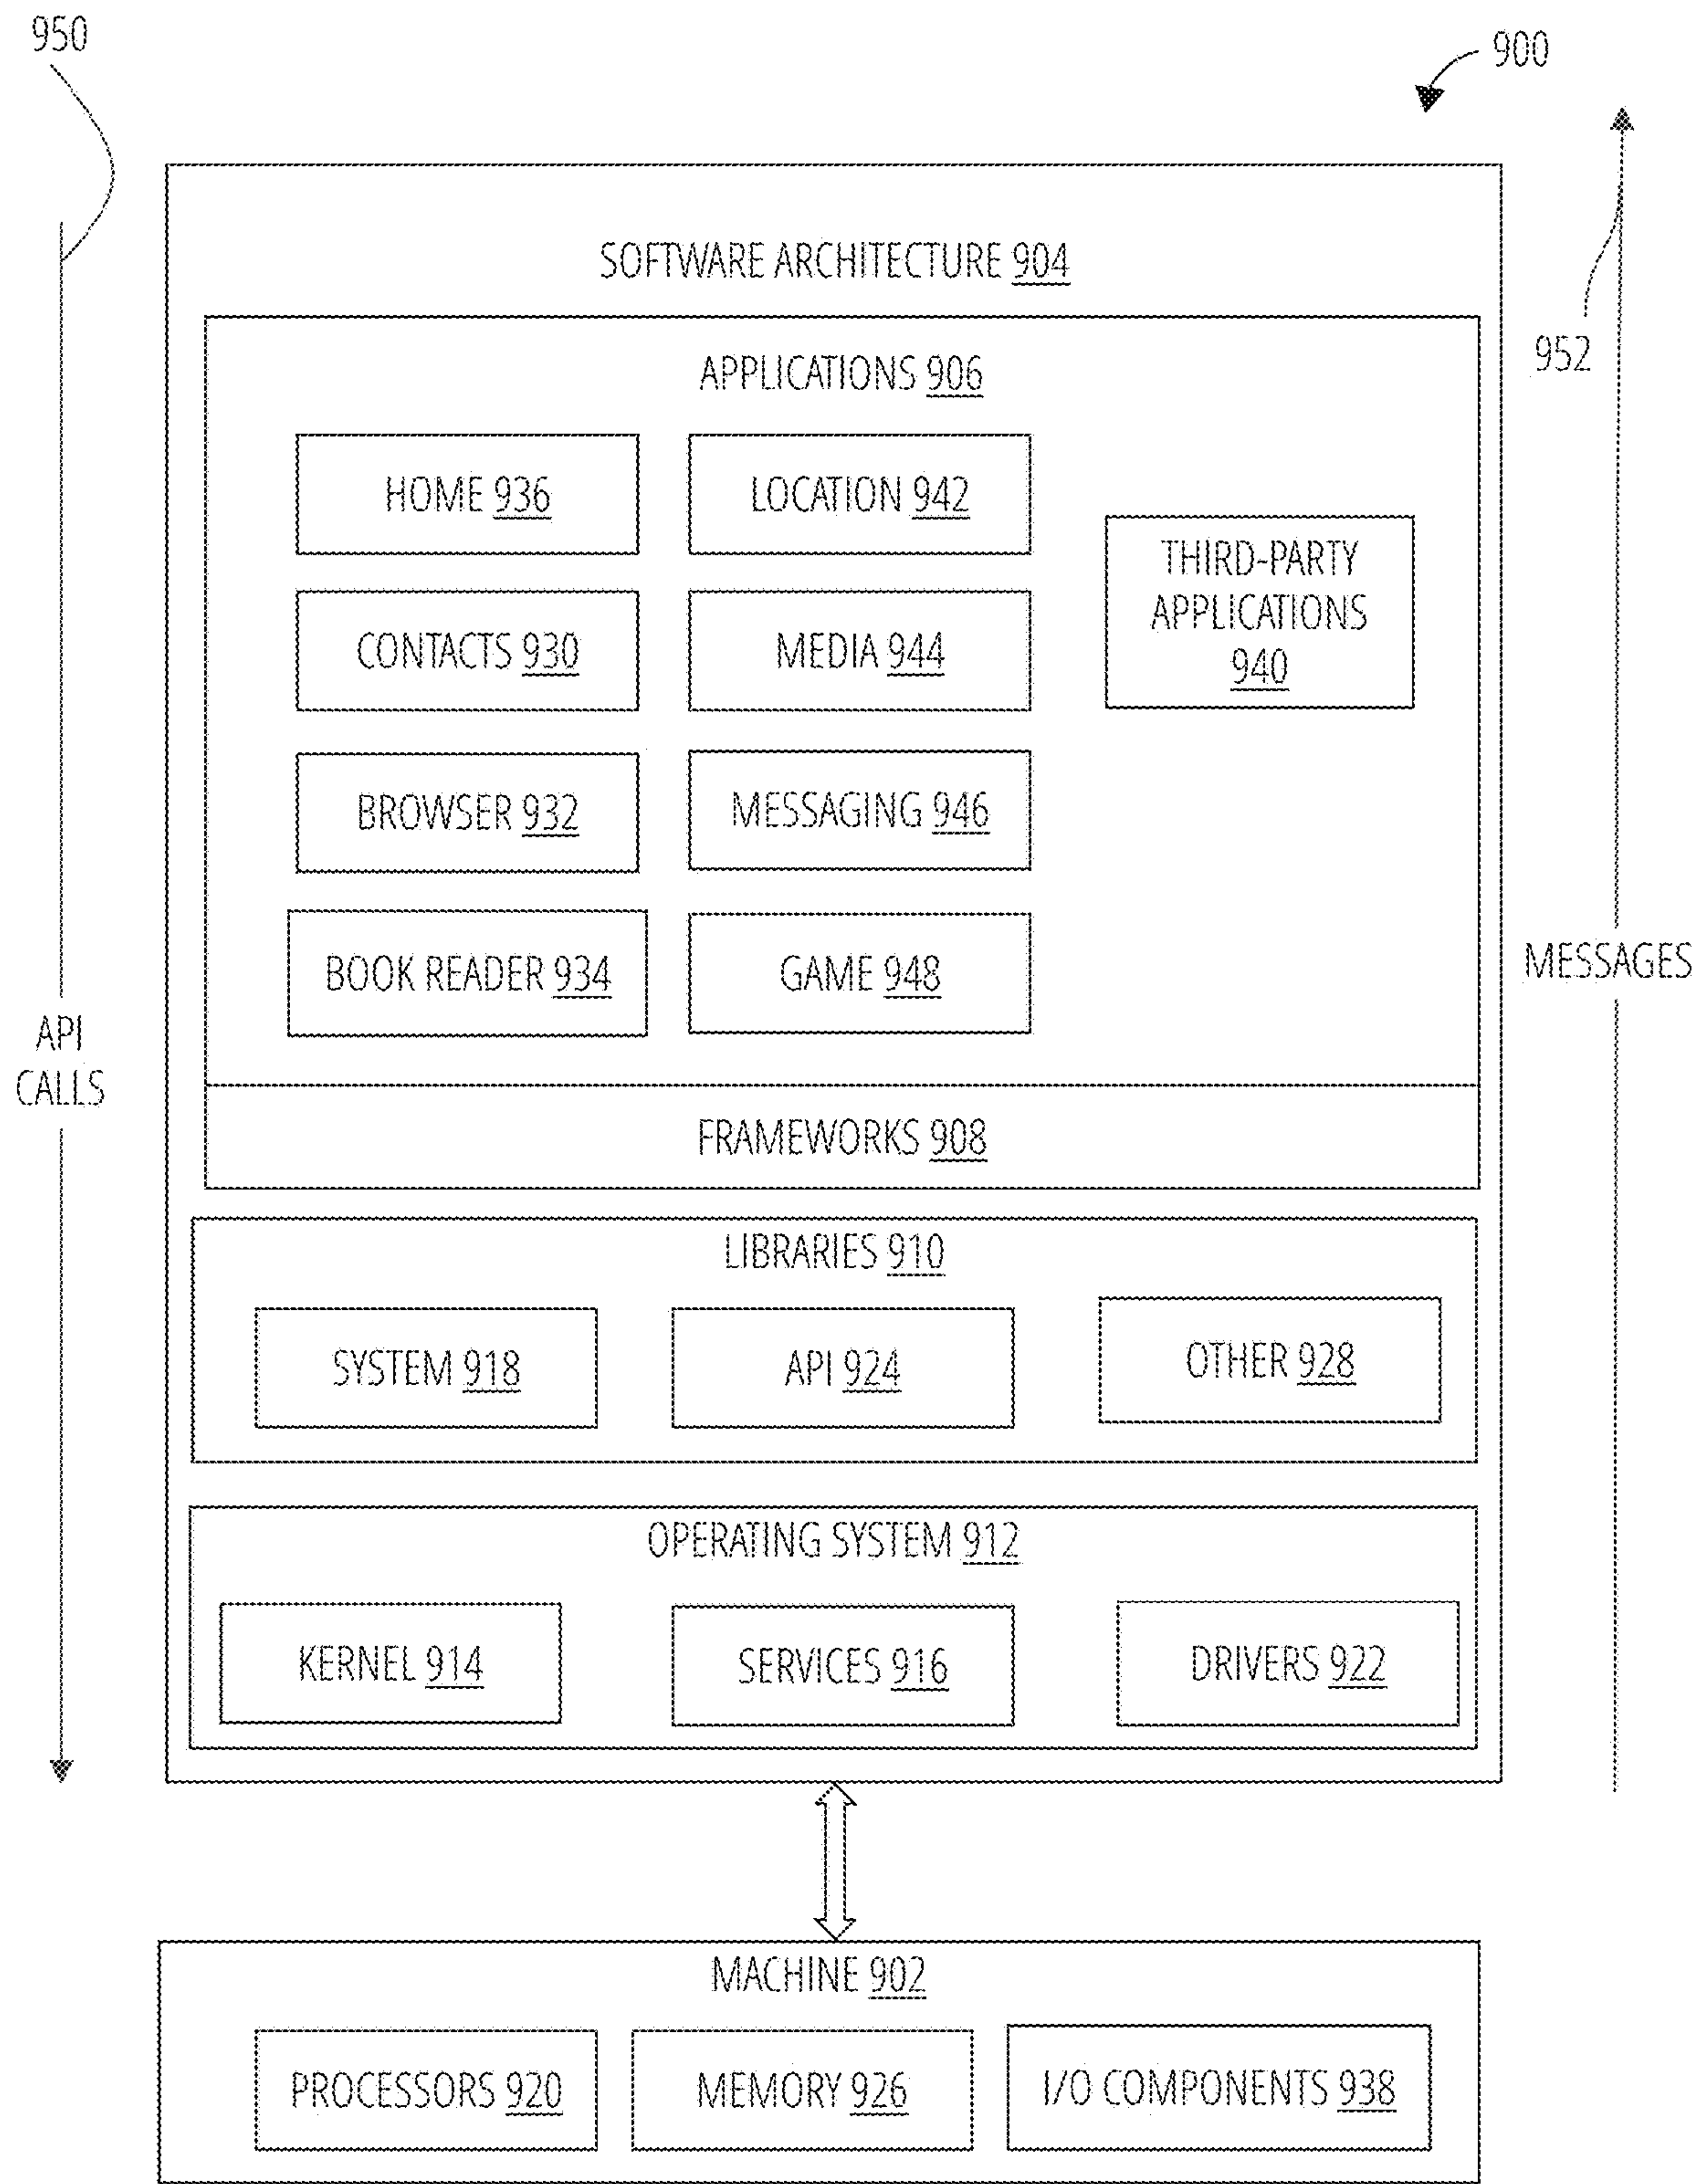 950
900
SOFTWARE ARCHITECTURE 904
952
APPLICATIONS 906
HOME 936
LOCATION 942
THIRD-PARTY
APPLICATIONS
940
CONTACTS 930
MEDIA 944
BROWSER 932
MESSAGING 946
BOOK READER 934
GAME 948
MESSAGES
API
CALLS
FRAMEWORKS 908
LIBRARIES 910
SYSTEM 918
API 924
OTHER 928
OPERATING SYSTEM 912
KERNEL 914
SERVICES 916
DRIVERS 922
MACHINE 902
PROCESSORS 920
MEMORY 926
I/O COMPONENTS 938